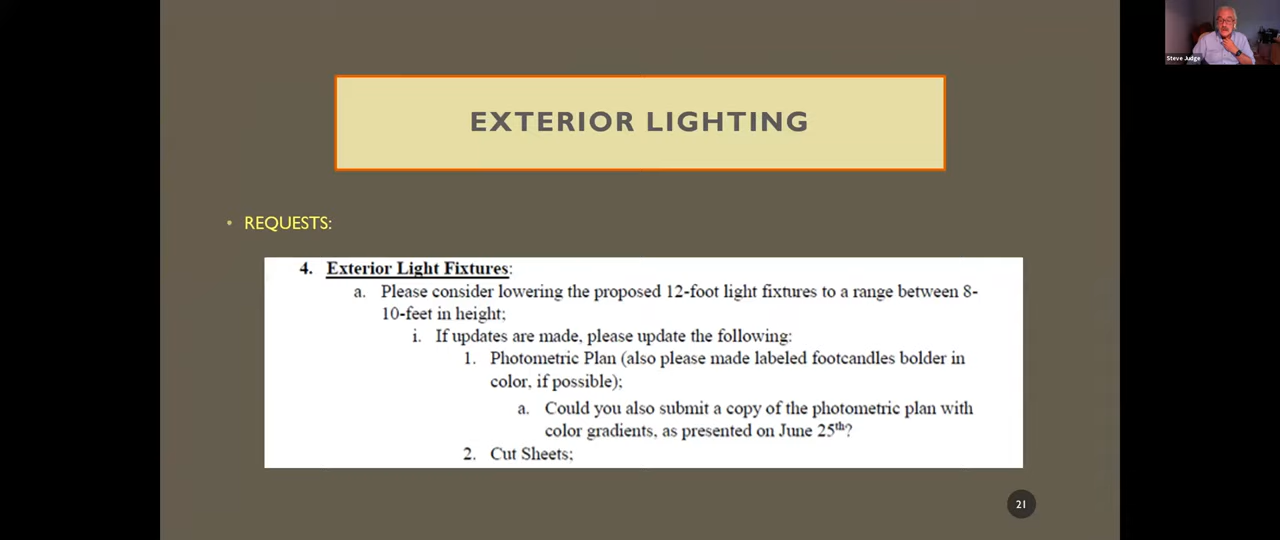 Steve Judge
EXTERIOR LIGHTING
• REQUESTS:
4. Exterior Light Fixtures:
a. Please consider lowering the proposed 12-foot light fixtures to a range between 8-
10-feet in height;
i. If updates are made, please update the following:
1. Photometric Plan (also please made labeled footcandles bolder in
color, if possible);
a. Could you also submit a copy of the photometric plan with
color gradients, as presented on June 25th?
2. Cut Sheets;
21